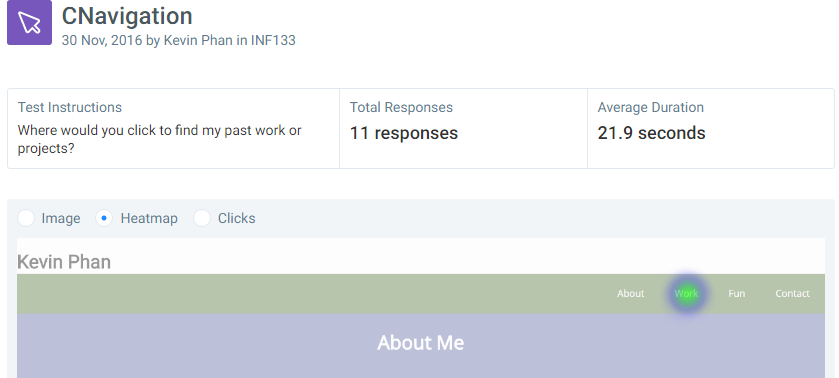 CNavigation
30 Nov, 2016 by Kevin Phan in INF133
Test Instructions
Where would you click to find my past work or
projects?
Total Responses
11 responses
Average Duration
21.9 seconds
Image Heatmap Clicks
Kevin Phan
About Work Fun Contact
About Me